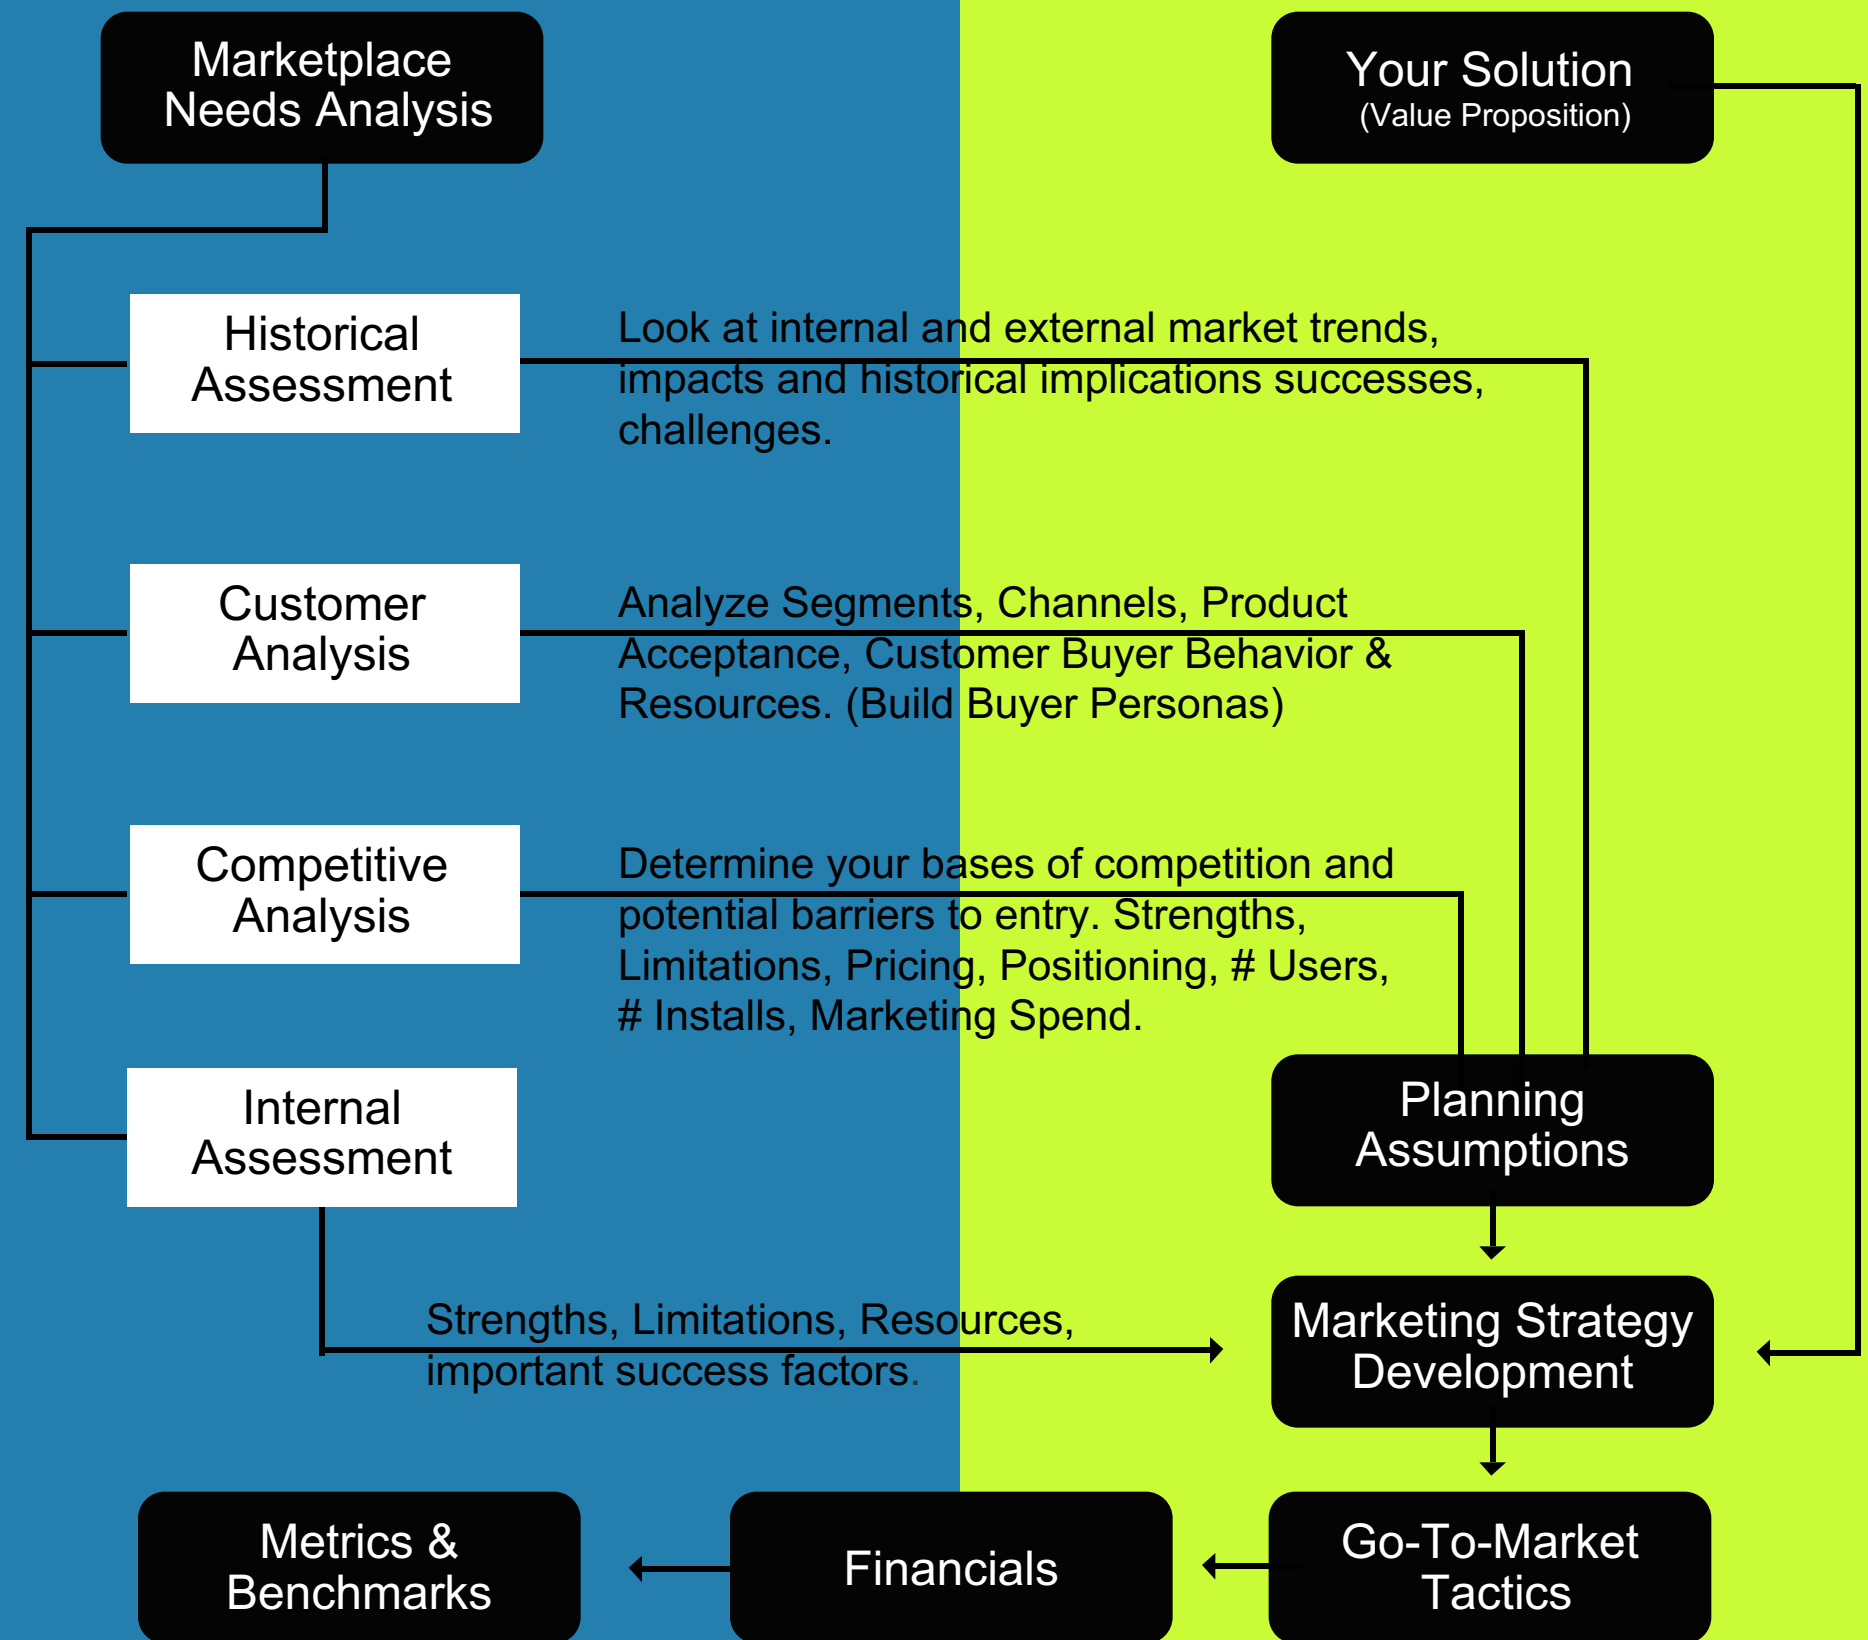 Marketplace
Needs Analysis
Your Solution
(Value Proposition)
Historical
Assessment
Look at internal and external market trends,
impacts and historical implications successes,
challenges.
Customer
Analysis
Analyze Segments, Channels, Product
Acceptance, Customer Buyer Behavior &
Resources. (Build Buyer Personas)
Competitive
Analysis
Determine your bases of competition and
potential barriers to entry. Strengths,
Limitations, Pricing, Positioning, # Users,
# Installs, Marketing Spend.
Internal
Assessment
Planning
Assumptions
Strengths, Limitations, Resources,
important success factors.
Marketing Strategy
Development
Metrics &
Benchmarks
Financials
Go-To-Market
Tactics